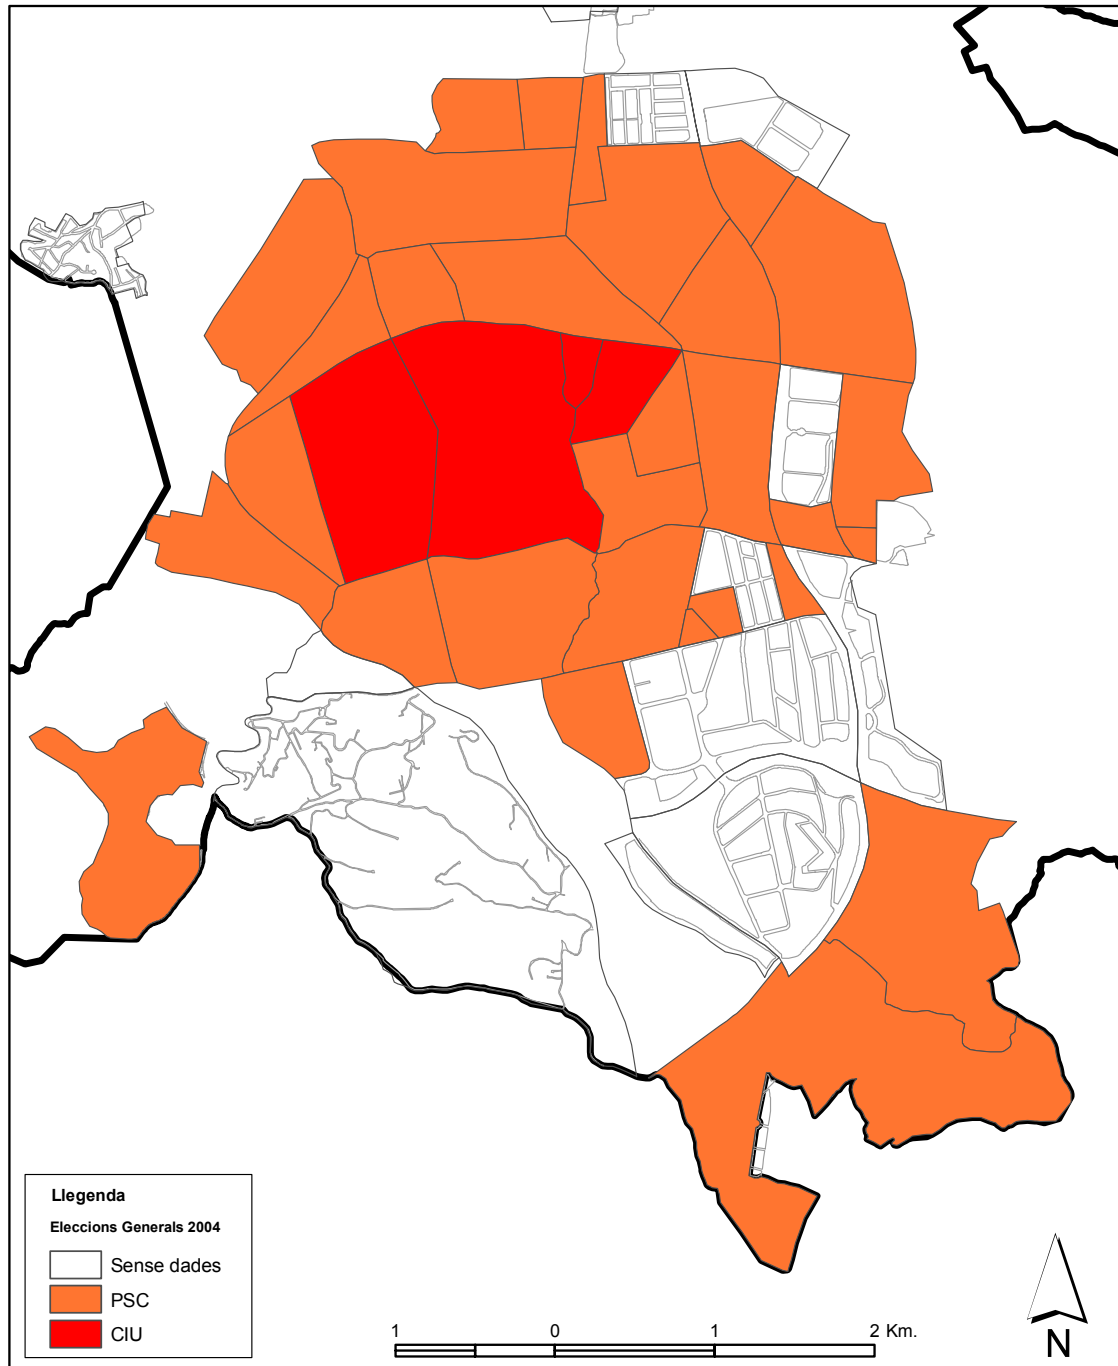 Llegenda
Eleccions Generals 2004
Sense dades
PSC
CIU
1 0 1 2 Km.
N